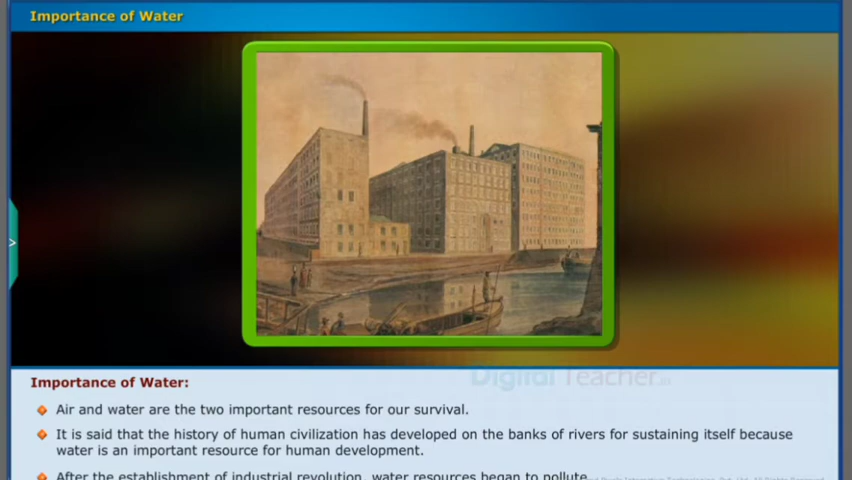 Importance of Water
>
Importance of Water:
Digital Teacher.in
Air and water are the two important resources for our survival.
It is said that the history of human civilization has developed on the banks of rivers for sustaining itself because
water is an important resource for human development.
After the establishment of industrial revolution, water resources began to pollute